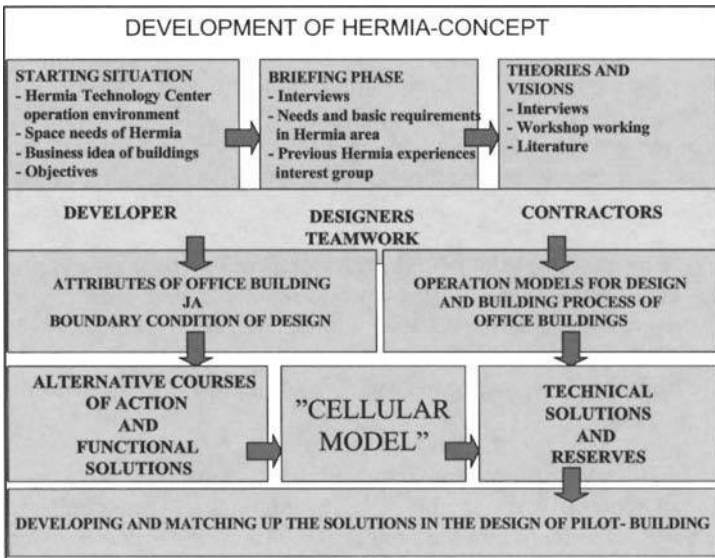 DEVELOPMENT OF HERMIA-CONCEPT
STARTING SITUATION
- Hermia Technology Center
operation environment
- Space needs of Hermia
- Business idea of buildings
- Objectives
BRIEFING PHASE
- Interviews
- Needs and basic requirements
in Hermia area
- Previous Hermia experiences
interest group
THEORIES AND
VISIONS
- Interviews
- Workshop working
- Literature
DEVELOPER
DESIGNERS
TEAMWORK
CONTRACTORS
ATTRIBUTES OF OFFICE BUILDING
JA
BOUNDARY CONDITION OF DESIGN
OPERATION MODELS FOR DESIGN
AND BUILDING PROCESS OF
OFFICE BUILDINGS
ALTERNATIVE COURSES
OF ACTION
AND
FUNCTIONAL
SOLUTIONS
”CELLULAR
MODEL”
TECHNICAL
SOLUTIONS
AND
RESERVES
DEVELOPING AND MATCHING UP THE SOLUTIONS IN THE DESIGN OF PILOT- BUILDING